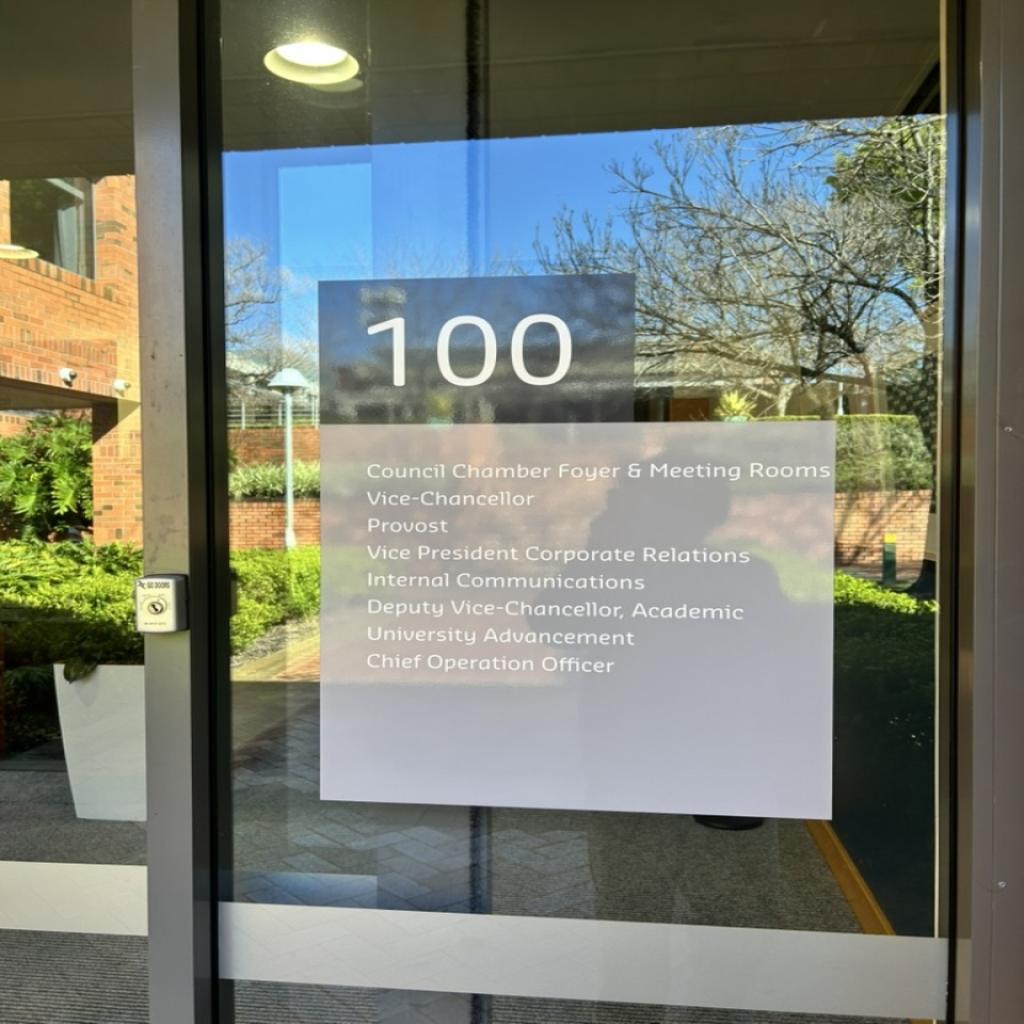 100
Council Chamber Foyer & Meeting Rooms
Vice-Chancellor
Provost
Vice President Corporate Relations
Internal Communications
Deputy Vice-Chancellor, Academic
University Advancement
Chief Operation Officer